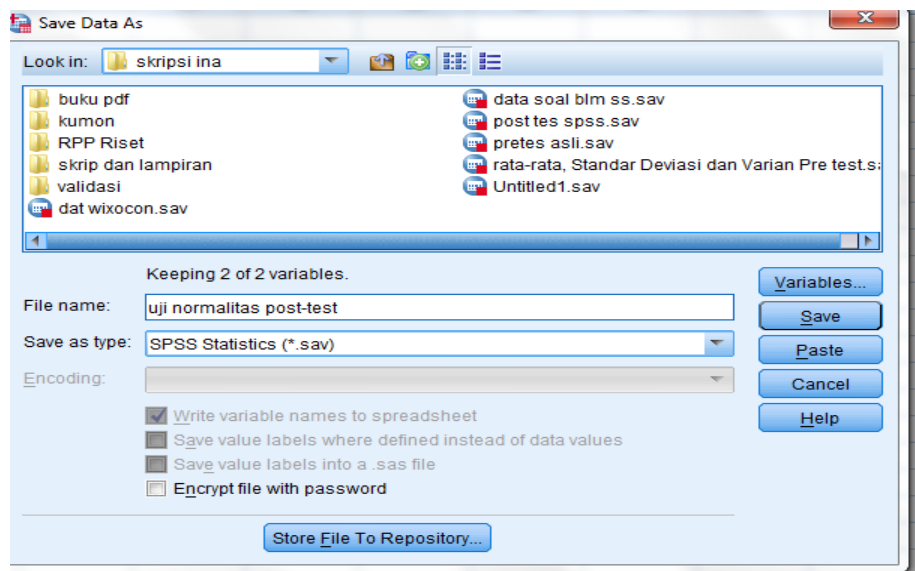 Save Data As
Look in: skripsi ina
buku pdf
kumon
RPP Riset
skrip dan lampiran
validasi
dat wixocon.sav
data soal blm ss.sav
post tes spss.sav
pretes asli.sav
rata-rata, Standar Deviasi dan Varian Pre test.s
Untitled1.sav
Keeping 2 of 2 variables.
Variables...
File name: uji normalitas post-test
Save
Save as type: SPSS Statistics (*.sav)
Paste
Encoding:
Cancel
Write variable names to spreadsheet
Help
Save value labels where defined instead of data values
Save value labels into a .sas file
Encrypt file with password
Store File To Repository...